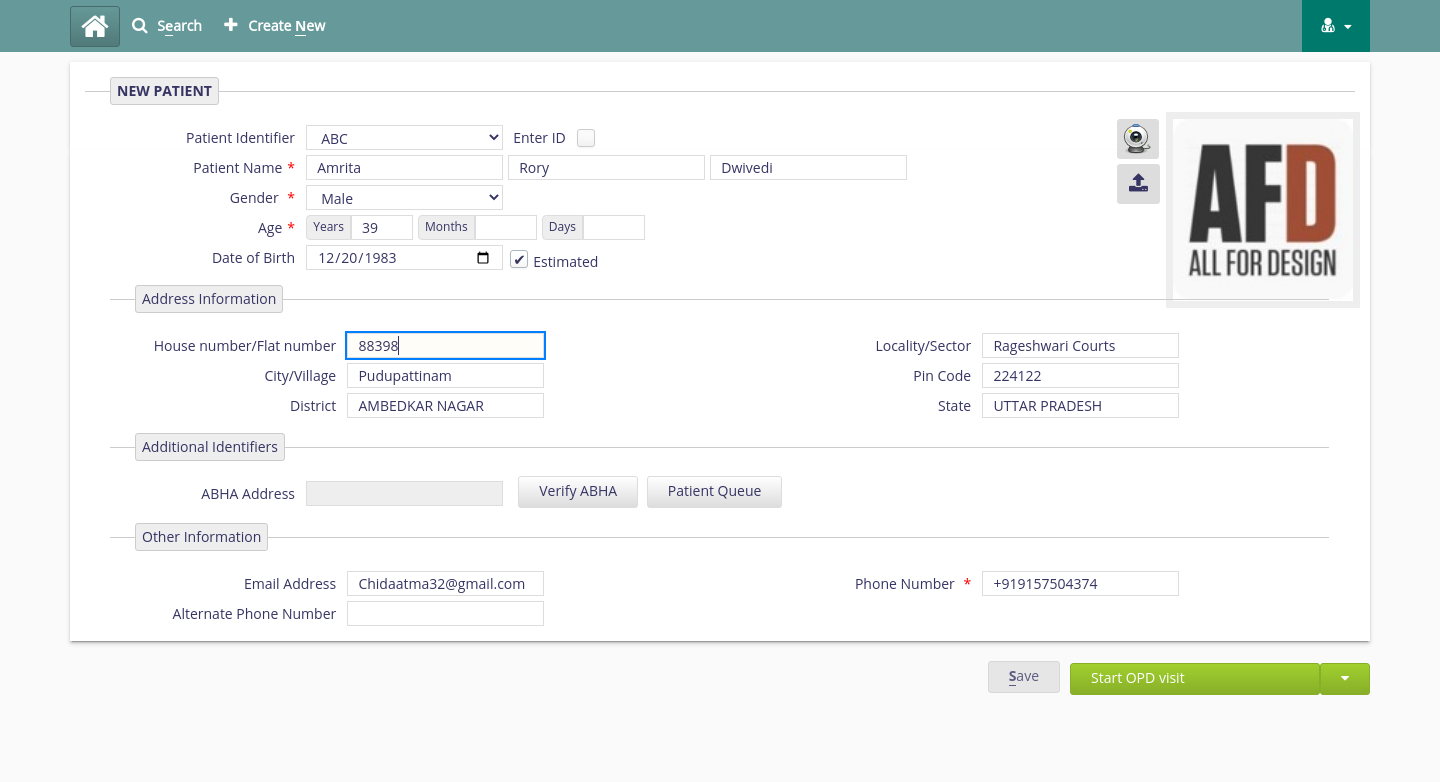 Search Create New
NEW PATIENT
Patient Identifier ABC Enter ID
Patient Name * Amrita Rory Dwivedi
Gender * Male
Age * Years 39 Months Days
Date of Birth 12/20/1983 Estimated
AFD
ALL FOR DESIGN
Address Information
House number/Flat number 88398 Locality/Sector Rageshwari Courts
City/Village Pudupattinam Pin Code 224122
District AMBEDKAR NAGAR State UTTAR PRADESH
Additional Identifiers
ABHA Address Verify ABHA Patient Queue
Other Information
Email Address Chidaatma32@gmail.com Phone Number * +919157504374
Alternate Phone Number
Save Start OPD visit